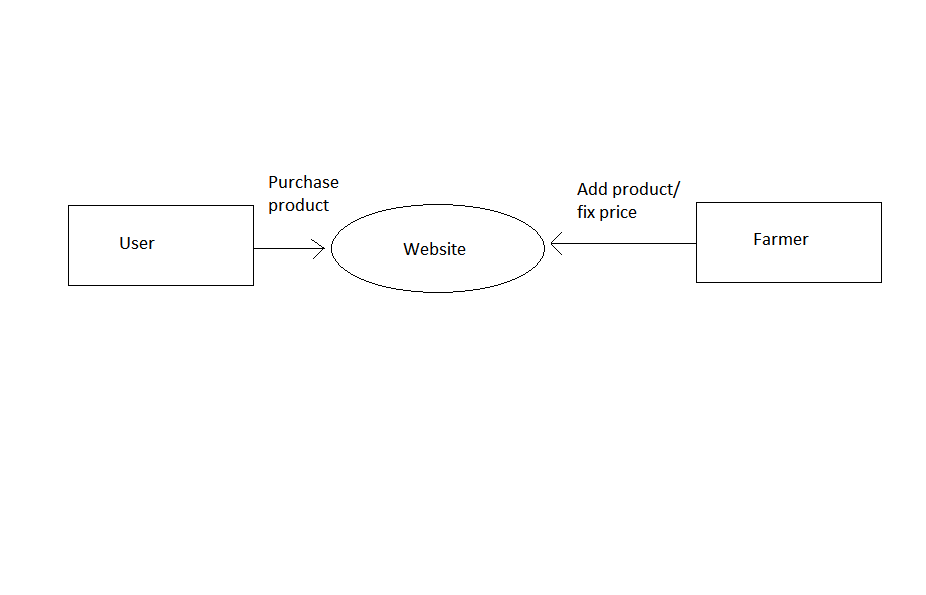 Purchase
product
Add product/
fix price
User
Website
Farmer